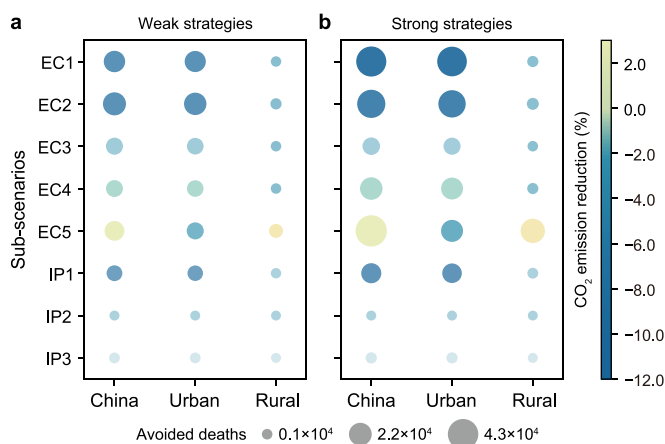 a Weak strategies
b Strong strategies
Sub-scenarios
EC1
EC2
EC3
EC4
EC5
IP1
IP2
IP3
China Urban Rural
China Urban Rural
2.0
0.0
−2.0
−4.0
−6.0
−8.0
−10.0
−12.0
CO₂ emission reduction (%)
Avoided deaths 0.1×10⁴ 2.2×10⁴ 4.3×10⁴